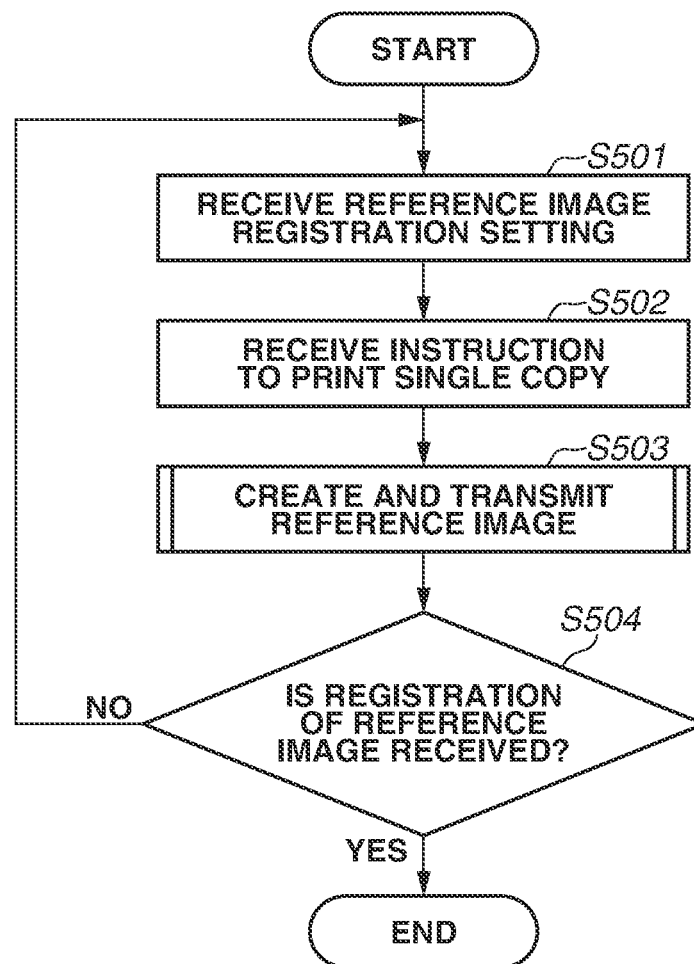 START
S501
RECEIVE REFERENCE IMAGE
REGISTRATION SETTING
S502
RECEIVE INSTRUCTION
TO PRINT SINGLE COPY
S503
CREATE AND TRANSMIT
REFERENCE IMAGE
S504
IS REGISTRATION
OF REFERENCE
IMAGE RECEIVED?
NO
YES
END